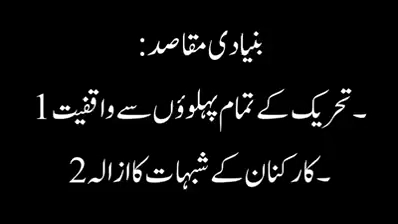 بنیادی مقاصد:
1۔تحریک کے تمام پہلوؤں سے واقفیت
2۔کارکنان کے شبہات کا ازالہ